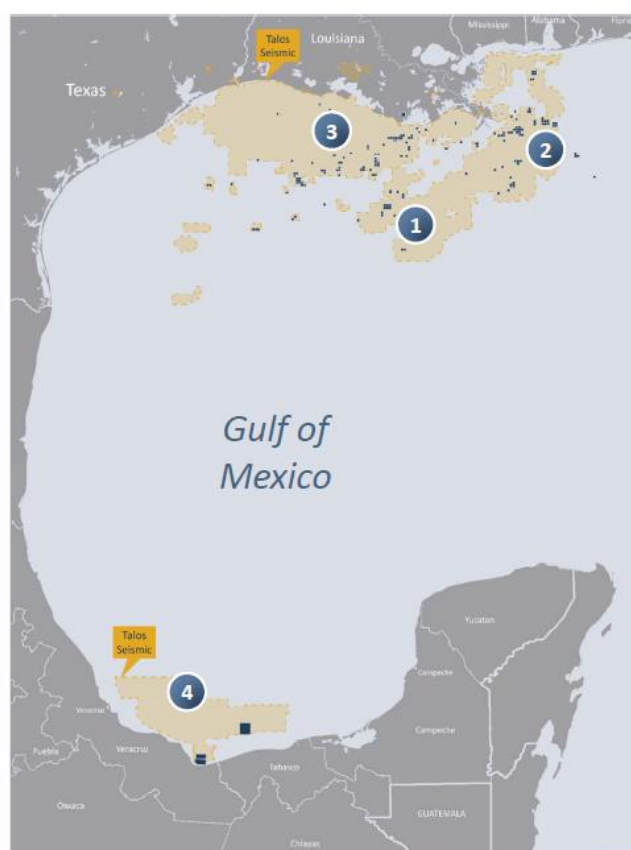 Mississippi
Alabama
Florida
Talos
Seismic
Louisiana
Texas
3
2
1
Gulf of
Mexico
Talos
Seismic
4
Yucatan
Campeche
Veracruz
Campeche
Puebla
Veracruz
Tabasco
Oaxaca
GUATEMALA
Chiapas